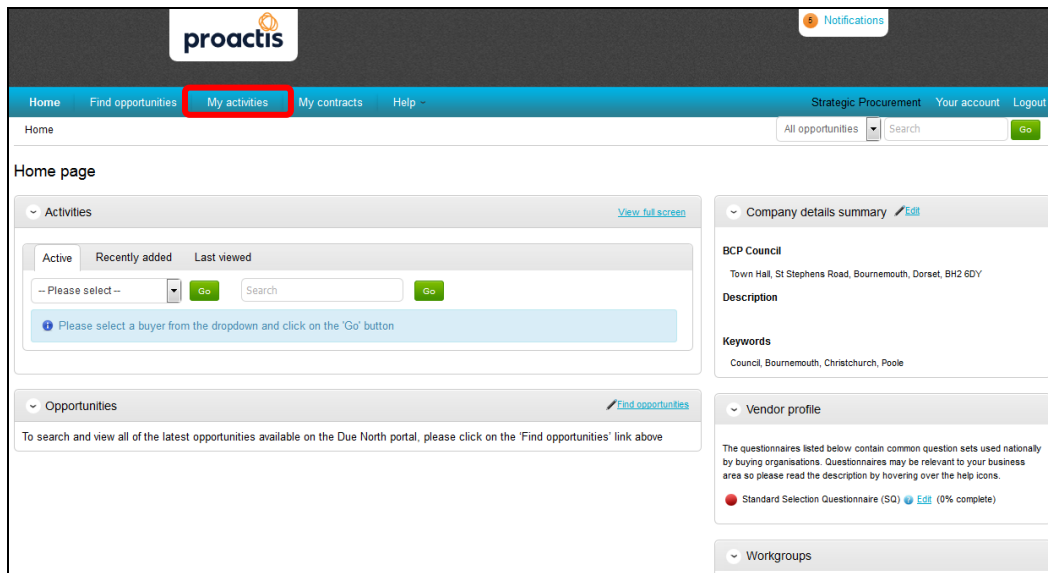 proactis
5 Notifications
Home Find opportunities My activities My contracts Help
Strategic Procurement Your account Logout
Home
All opportunities Search Go
Home page
Activities View full screen
Active Recently added Last viewed
-- Please select -- Go Search Go
Please select a buyer from the dropdown and click on the 'Go' button
Opportunities Find opportunities
To search and view all of the latest opportunities available on the Due North portal, please click on the 'Find opportunities' link above
Company details summary Edit
BCP Council
Town Hall, St Stephens Road, Bournemouth, Dorset, BH2 6DY
Description
Keywords
Council, Bournemouth, Christchurch, Poole
Vendor profile
The questionnaires listed below contain common question sets used nationally
by buying organisations. Questionnaires may be relevant to your business
area so please read the description by hovering over the help icons.
Standard Selection Questionnaire (SQ) Edit (0% complete)
Workgroups